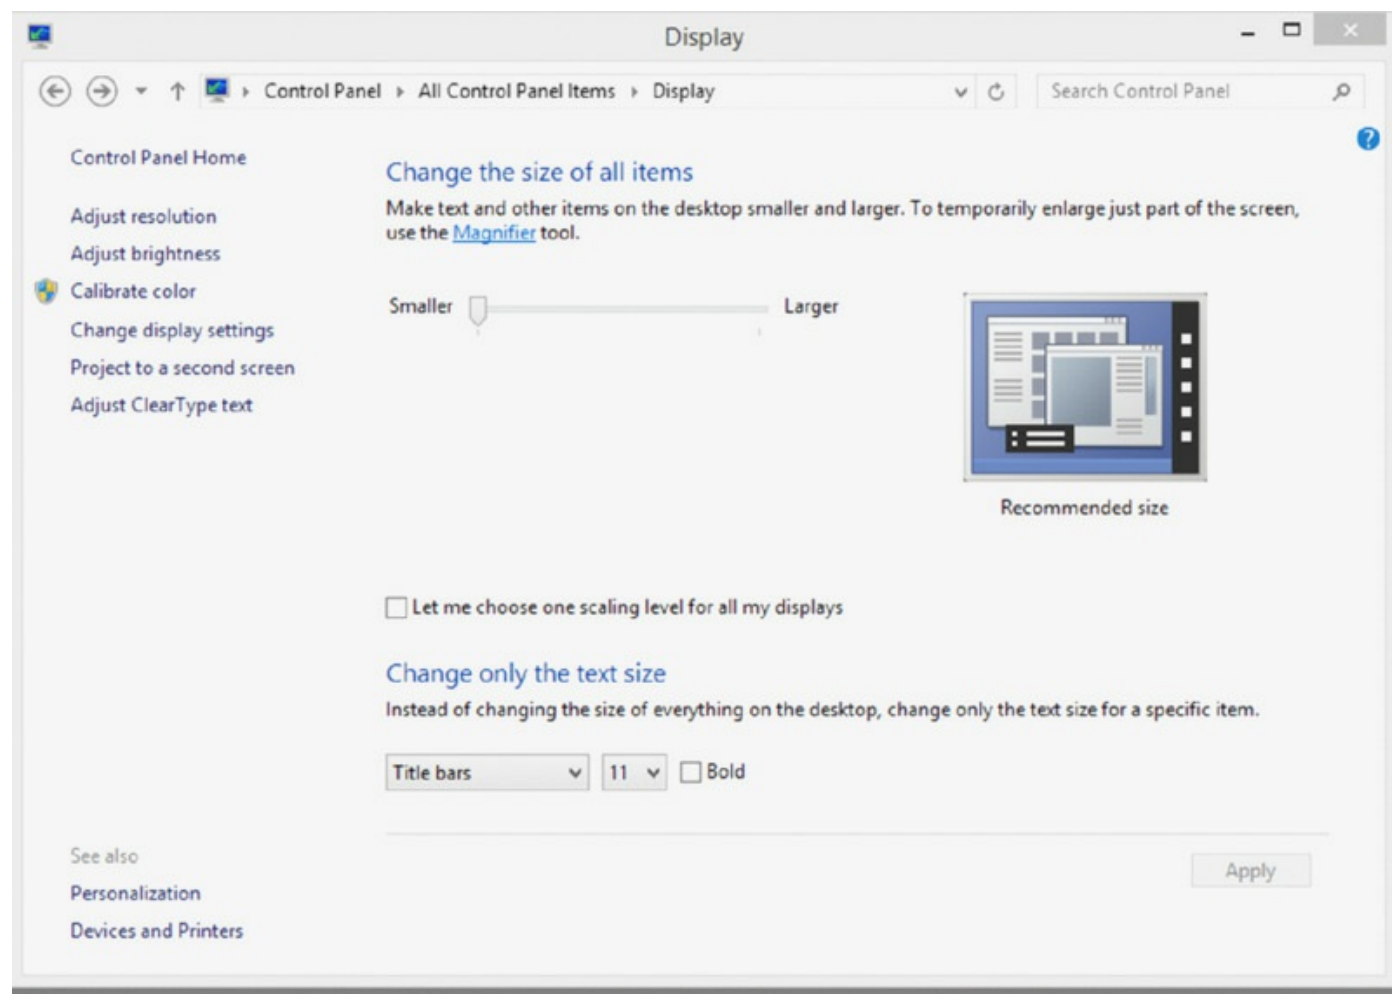 Display
Control Panel
All Control Panel Items
Display
Search Control Panel
?
Control Panel Home
Adjust resolution
Adjust brightness
Calibrate color
Change display settings
Project to a second screen
Adjust ClearType text
Change the size of all items
Make text and other items on the desktop smaller and larger. To temporarily enlarge just part of the screen,
use the Magnifier tool.
Smaller
Larger
Recommended size
Let me choose one scaling level for all my displays
Change only the text size
Instead of changing the size of everything on the desktop, change only the text size for a specific item.
Title bars
11
Bold
Apply
See also
Personalization
Devices and Printers